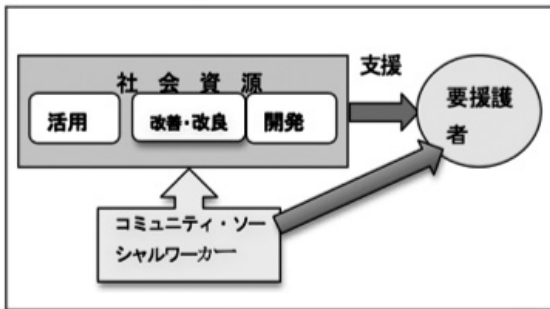 社会資源
支援
活用
改善・改良
開発
要援護
者
コミュニティ・ソー
シャルワーカー